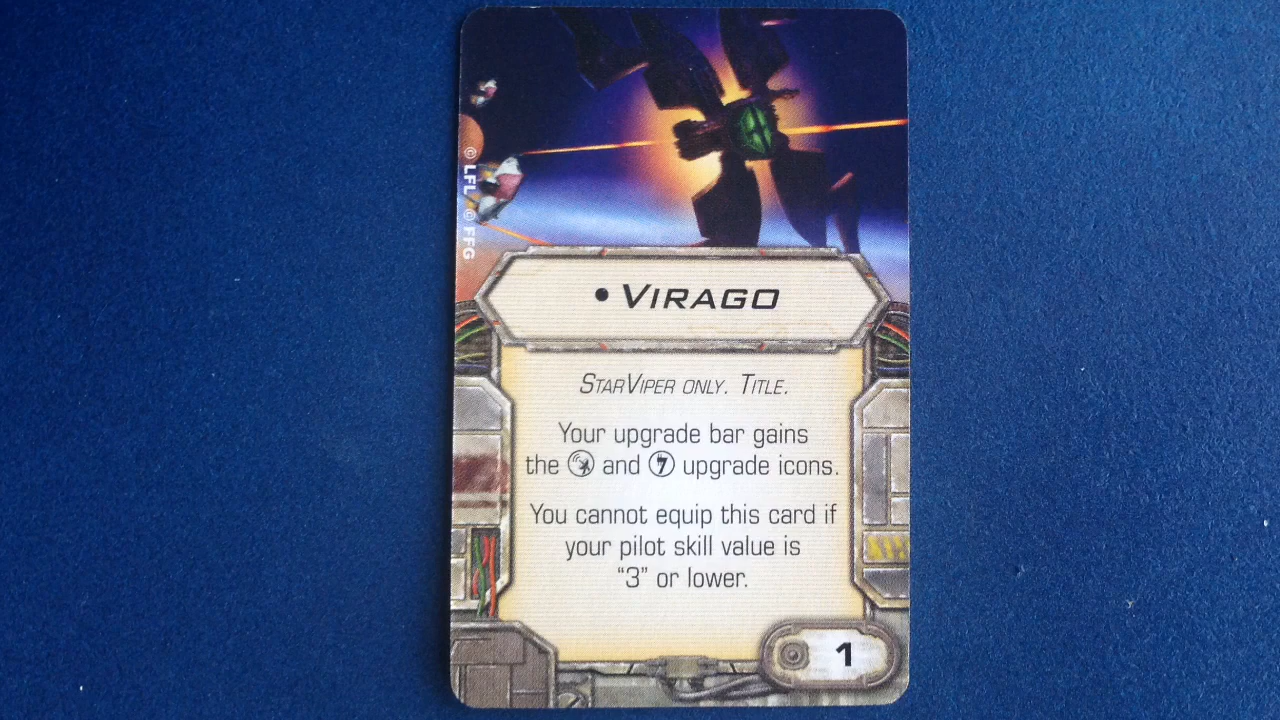 © LFL © FFG
• VIRAGO
STARVIPER ONLY. TITLE.
Your upgrade bar gains
the and upgrade icons.
You cannot equip this card if
your pilot skill value is
“3” or lower.
1